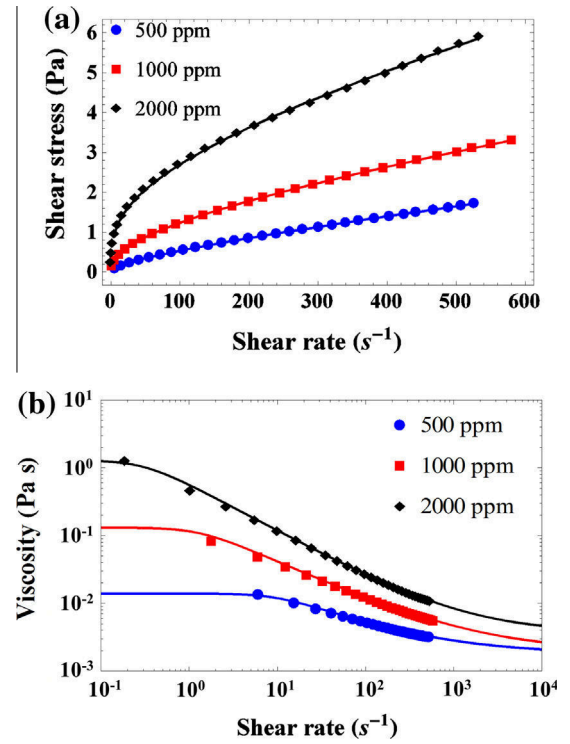 (a)
500 ppm
1000 ppm
2000 ppm
Shear stress (Pa)
6
5
4
3
2
1
0
0 100 200 300 400 500 600
Shear rate (s⁻¹)
(b)
500 ppm
1000 ppm
2000 ppm
Viscosity (Pa s)
10¹
10⁰
10⁻¹
10⁻²
10⁻³
10⁻¹ 10⁰ 10¹ 10² 10³ 10⁴
Shear rate (s⁻¹)